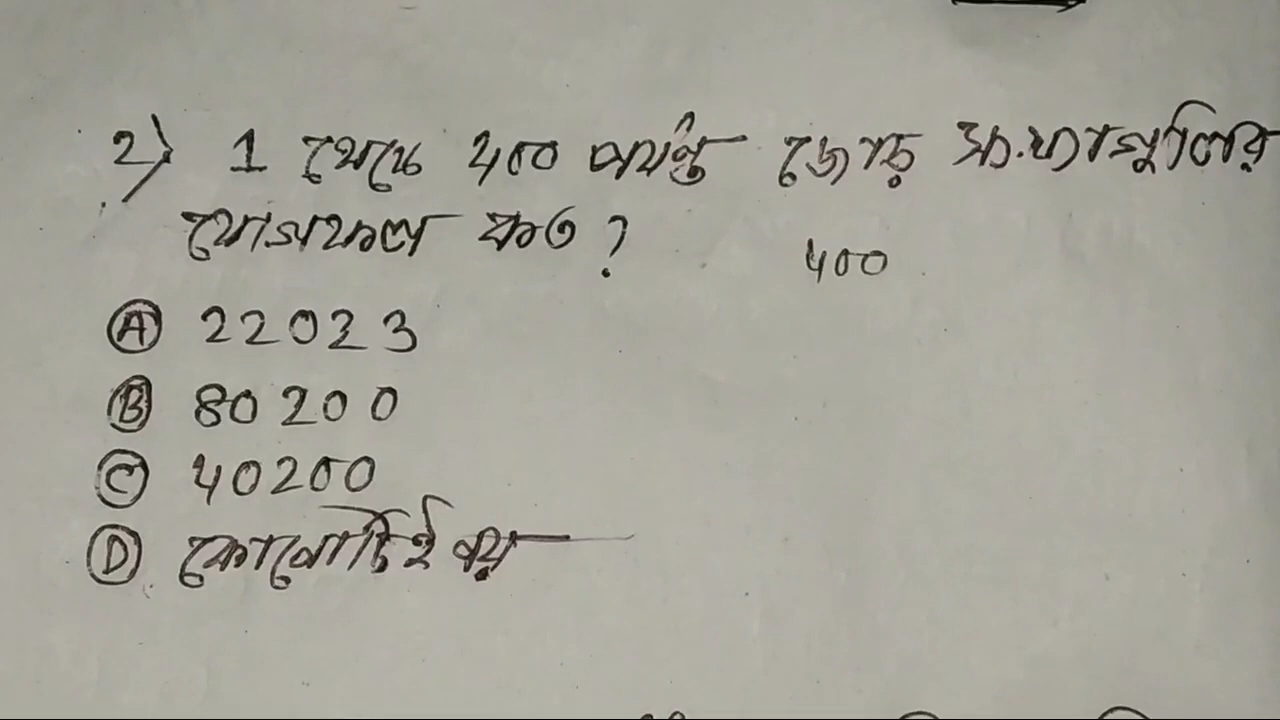 2) 1 থেকে 400 পর্যন্ত জোড় সংখ্যাগুলির
যোগফল কত ?
400
A 22023
B 80200
C 40200
D কোনোটিই নয়